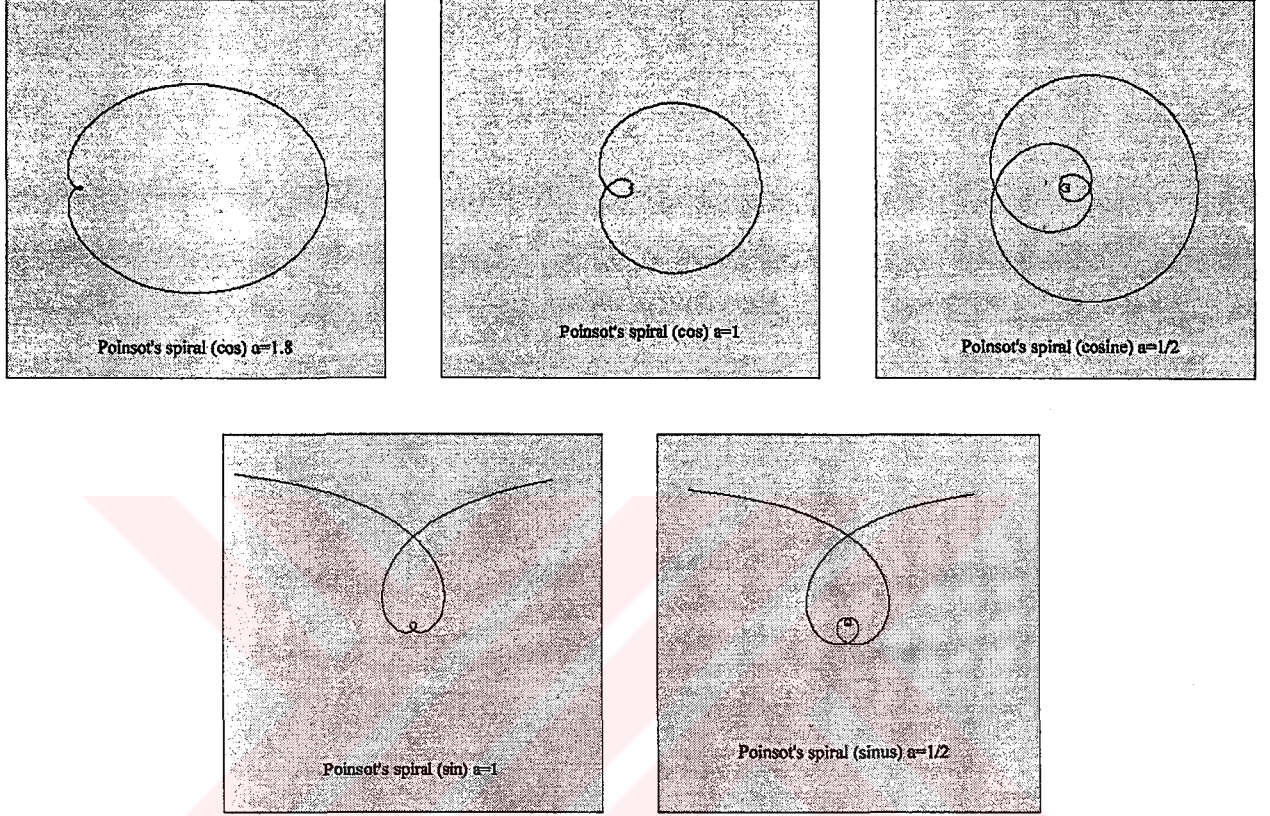 Poinsot's spiral (cos) a=1.8
Poinsot's spiral (cos) a=1
Poinsot's spiral (cosine) a=1/2
Poinsot's spiral (sin) a=1
Poinsot's spiral (sinus) a=1/2